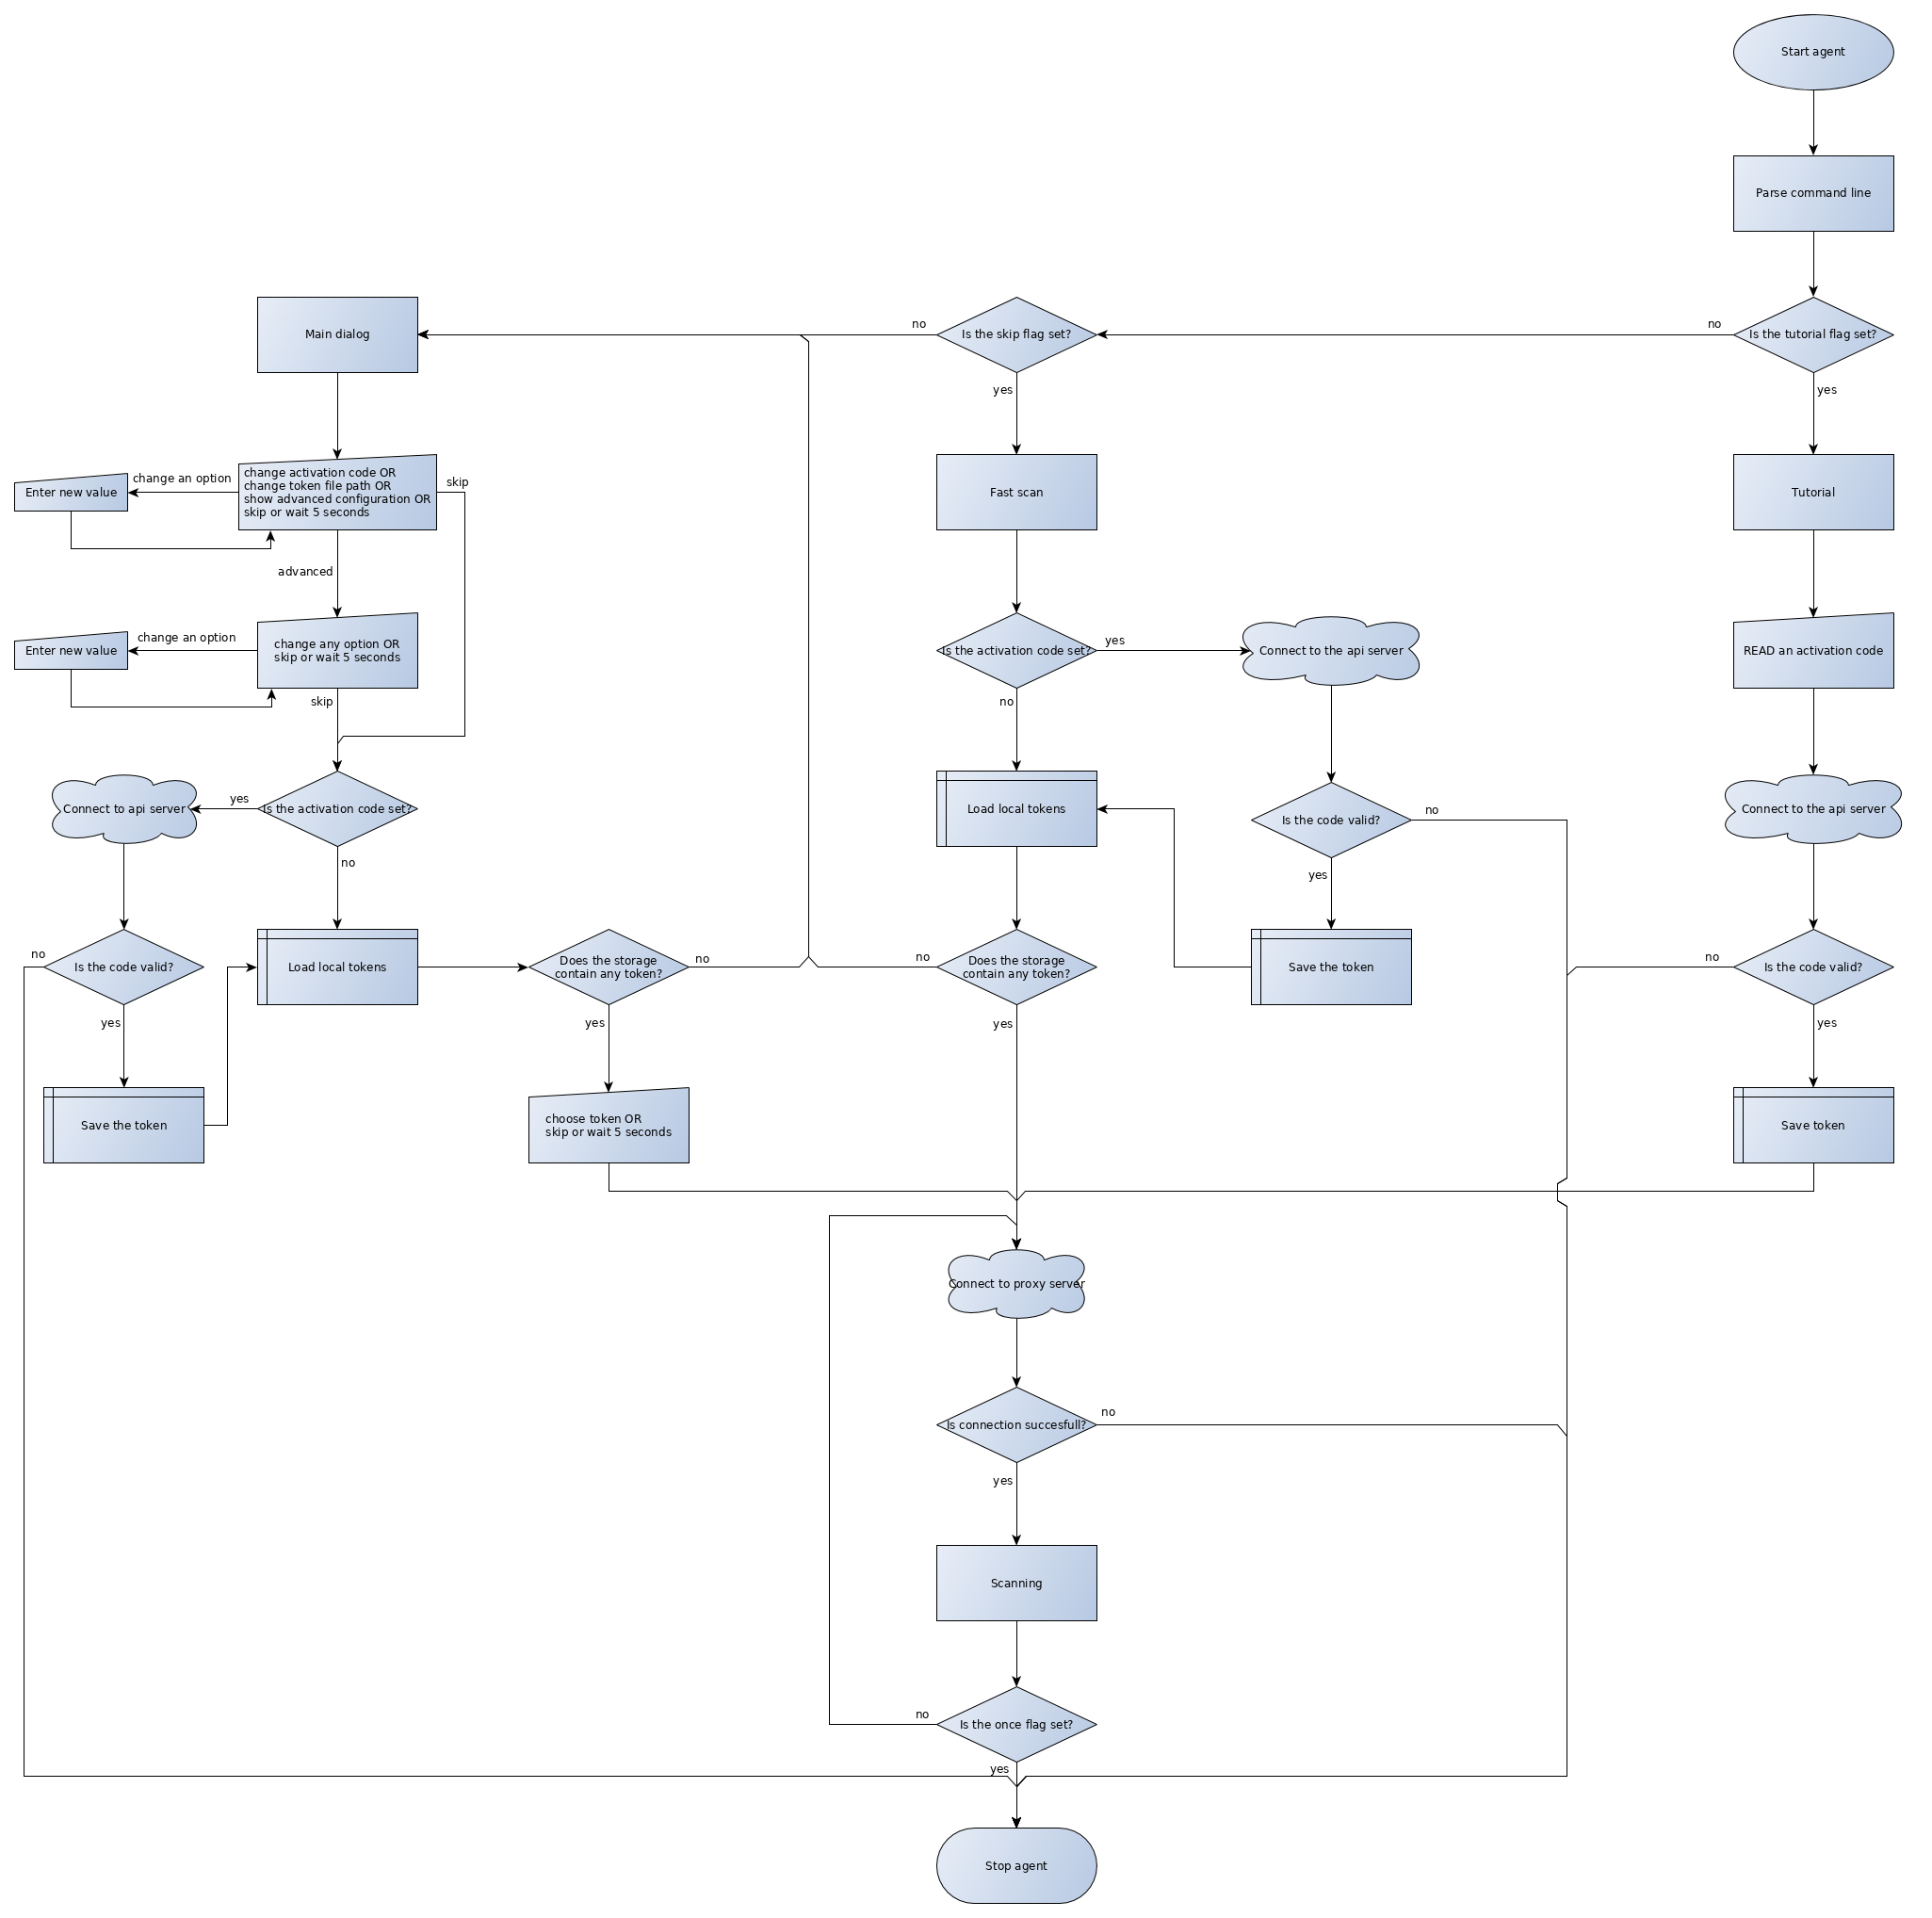 Start agent
Parse command line
Main dialog
no
Is the skip flag set?
no
Is the tutorial flag set?
yes
yes
Enter new value
change an option
change activation code OR
change token file path OR
show advanced configuration OR
skip or wait 5 seconds
skip
Fast scan
Tutorial
advanced
Enter new value
change an option
change any option OR
skip or wait 5 seconds
Is the activation code set?
yes
Connect to the api server
READ an activation code
skip
no
Connect to api server
yes
Is the activation code set?
Load local tokens
Is the code valid?
no
Connect to the api server
no
yes
no
Is the code valid?
Load local tokens
Does the storage
contain any token?
no
no
Does the storage
contain any token?
Save the token
no
Is the code valid?
yes
yes
yes
yes
Save the token
choose token OR
skip or wait 5 seconds
Save token
Connect to proxy server
Is connection succesfull?
no
yes
Scanning
no
Is the once flag set?
yes
Stop agent